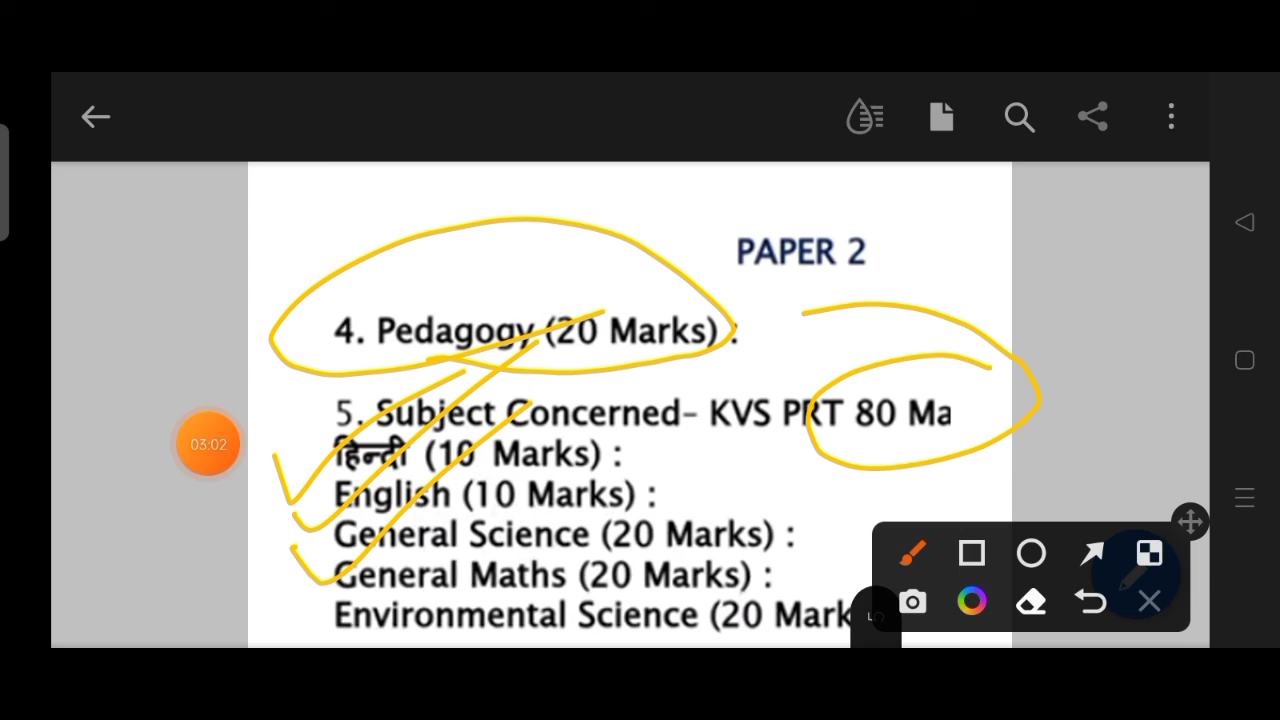 PAPER 2
4. Pedagogy (20 Marks) :
5. Subject Concerned- KVS PRT 80 Ma
हिन्दी (10 Marks) :
English (10 Marks) :
General Science (20 Marks) :
General Maths (20 Marks) :
Environmental Science (20 Mark
03:02